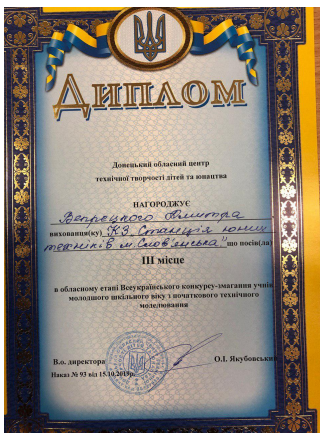 ДИПЛОМ
Донецький обласний центр
технічної творчості дітей та юнацтва
НАГОРОДЖУЄ
Дмитра
вихованця(ку) КЗ „Станція юних
техніків м. Слов'янська" що посів(ла)
ІІІ місце
в обласному етапі Всеукраїнського конкурсу-змагання учнів
молодшого шкільного віку з початкового технічного
моделювання
В.о. директора
О.І. Якубовський
Наказ № 93 від 15.10.2019р.